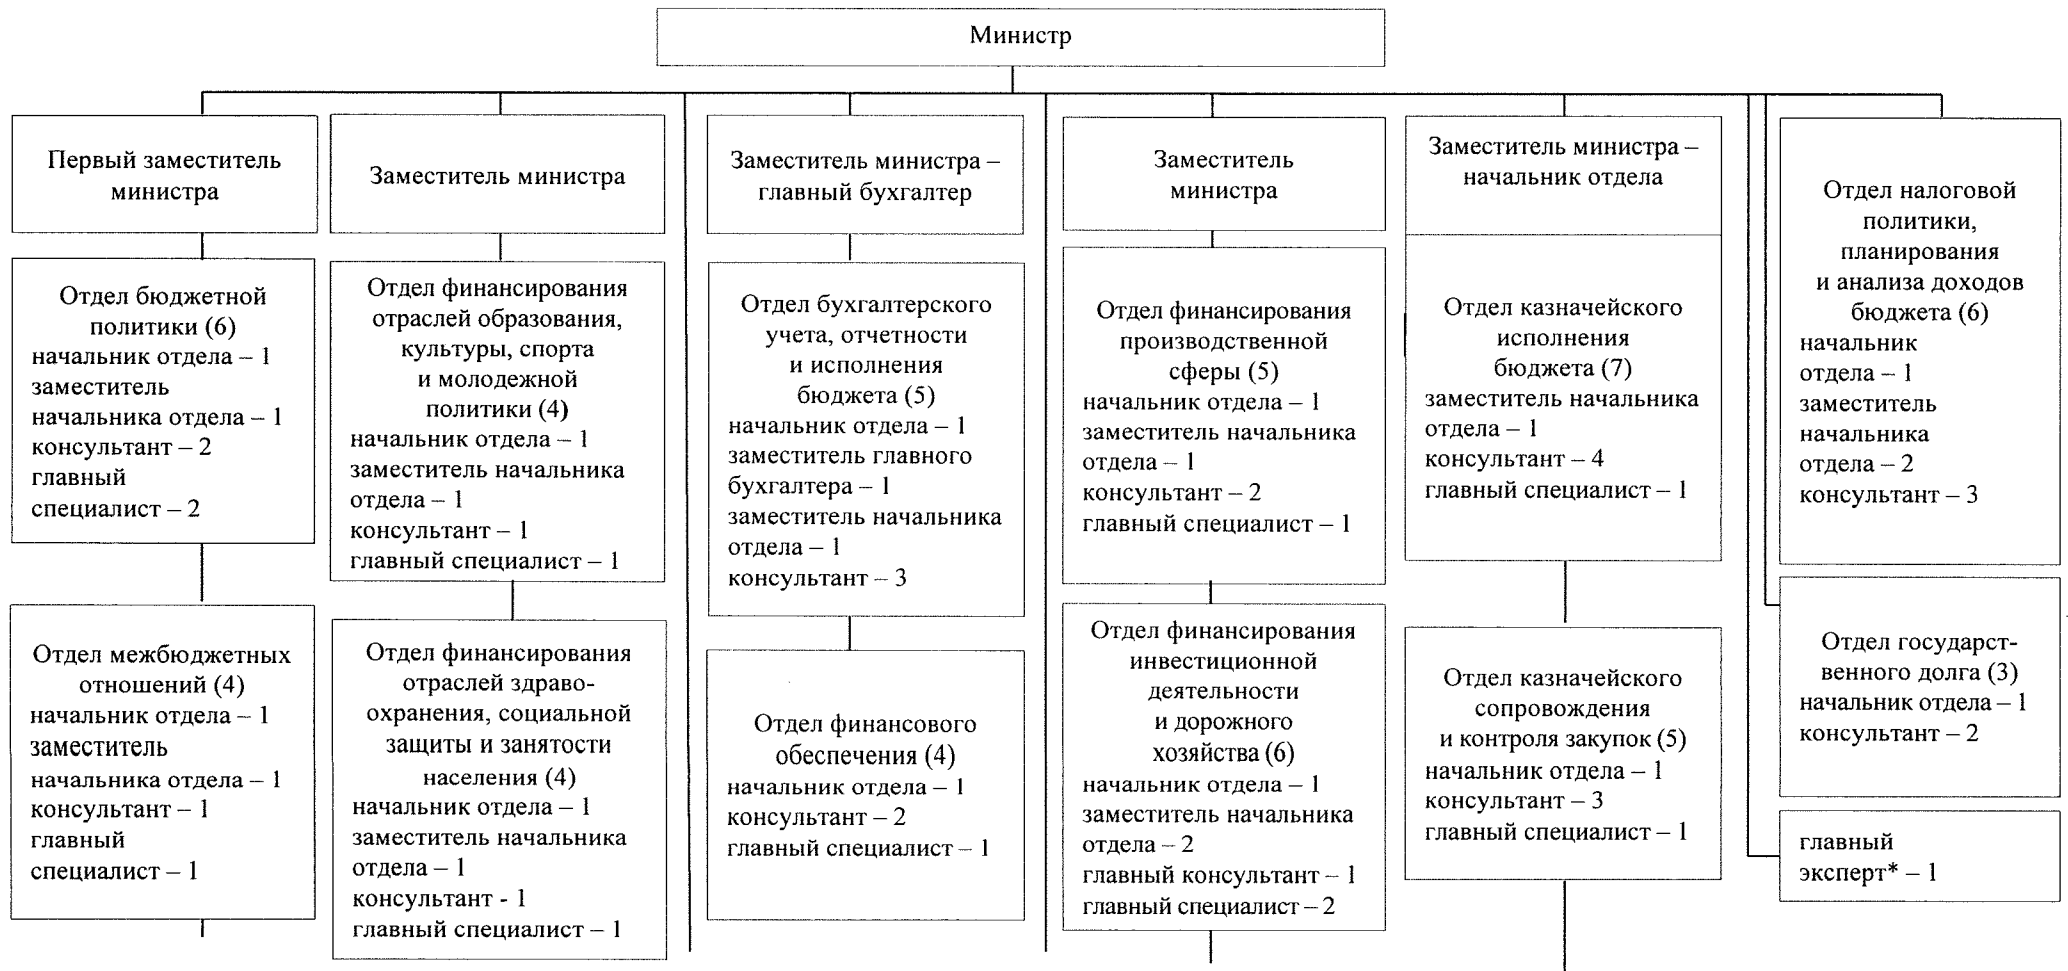 Министр
Первый заместитель
министра
Заместитель министра
Заместитель министра –
главный бухгалтер
Заместитель
министра
Заместитель министра –
начальник отдела
Отдел бюджетной
политики (6)
начальник отдела – 1
заместитель
начальника отдела – 1
консультант – 2
главный
специалист – 2
Отдел межбюджетных
отношений (4)
начальник отдела – 1
заместитель
начальника отдела – 1
консультант – 1
главный
специалист – 1
Отдел финансирования
отраслей образования,
культуры, спорта
и молодежной
политики (4)
начальник отдела – 1
заместитель начальника
отдела – 1
консультант – 1
главный специалист – 1
Отдел финансирования
отраслей здраво-
охранения, социальной
защиты и занятости
населения (4)
начальник отдела – 1
заместитель начальника
отдела – 1
консультант - 1
главный специалист – 1
Отдел бухгалтерского
учета, отчетности
и исполнения
бюджета (5)
начальник отдела – 1
заместитель главного
бухгалтера – 1
заместитель начальника
отдела – 1
консультант – 3
Отдел финансового
обеспечения (4)
начальник отдела – 1
консультант – 2
главный специалист – 1
Отдел финансирования
производственной
сферы (5)
начальник отдела – 1
заместитель начальника
отдела – 1
консультант – 2
главный специалист – 1
Отдел финансирования
инвестиционной
деятельности
и дорожного
хозяйства (6)
начальник отдела – 1
заместитель начальника
отдела – 2
главный консультант – 1
главный специалист – 2
Отдел казначейского
исполнения
бюджета (7)
заместитель начальника
отдела – 1
консультант – 4
главный специалист – 1
Отдел казначейского
сопровождения
и контроля закупок (5)
начальник отдела – 1
консультант – 3
главный специалист – 1
Отдел налоговой
политики,
планирования
и анализа доходов
бюджета (6)
начальник
отдела – 1
заместитель
начальника
отдела – 2
консультант – 3
Отдел государст-
венного долга (3)
начальник отдела – 1
консультант – 2
главный
эксперт* – 1